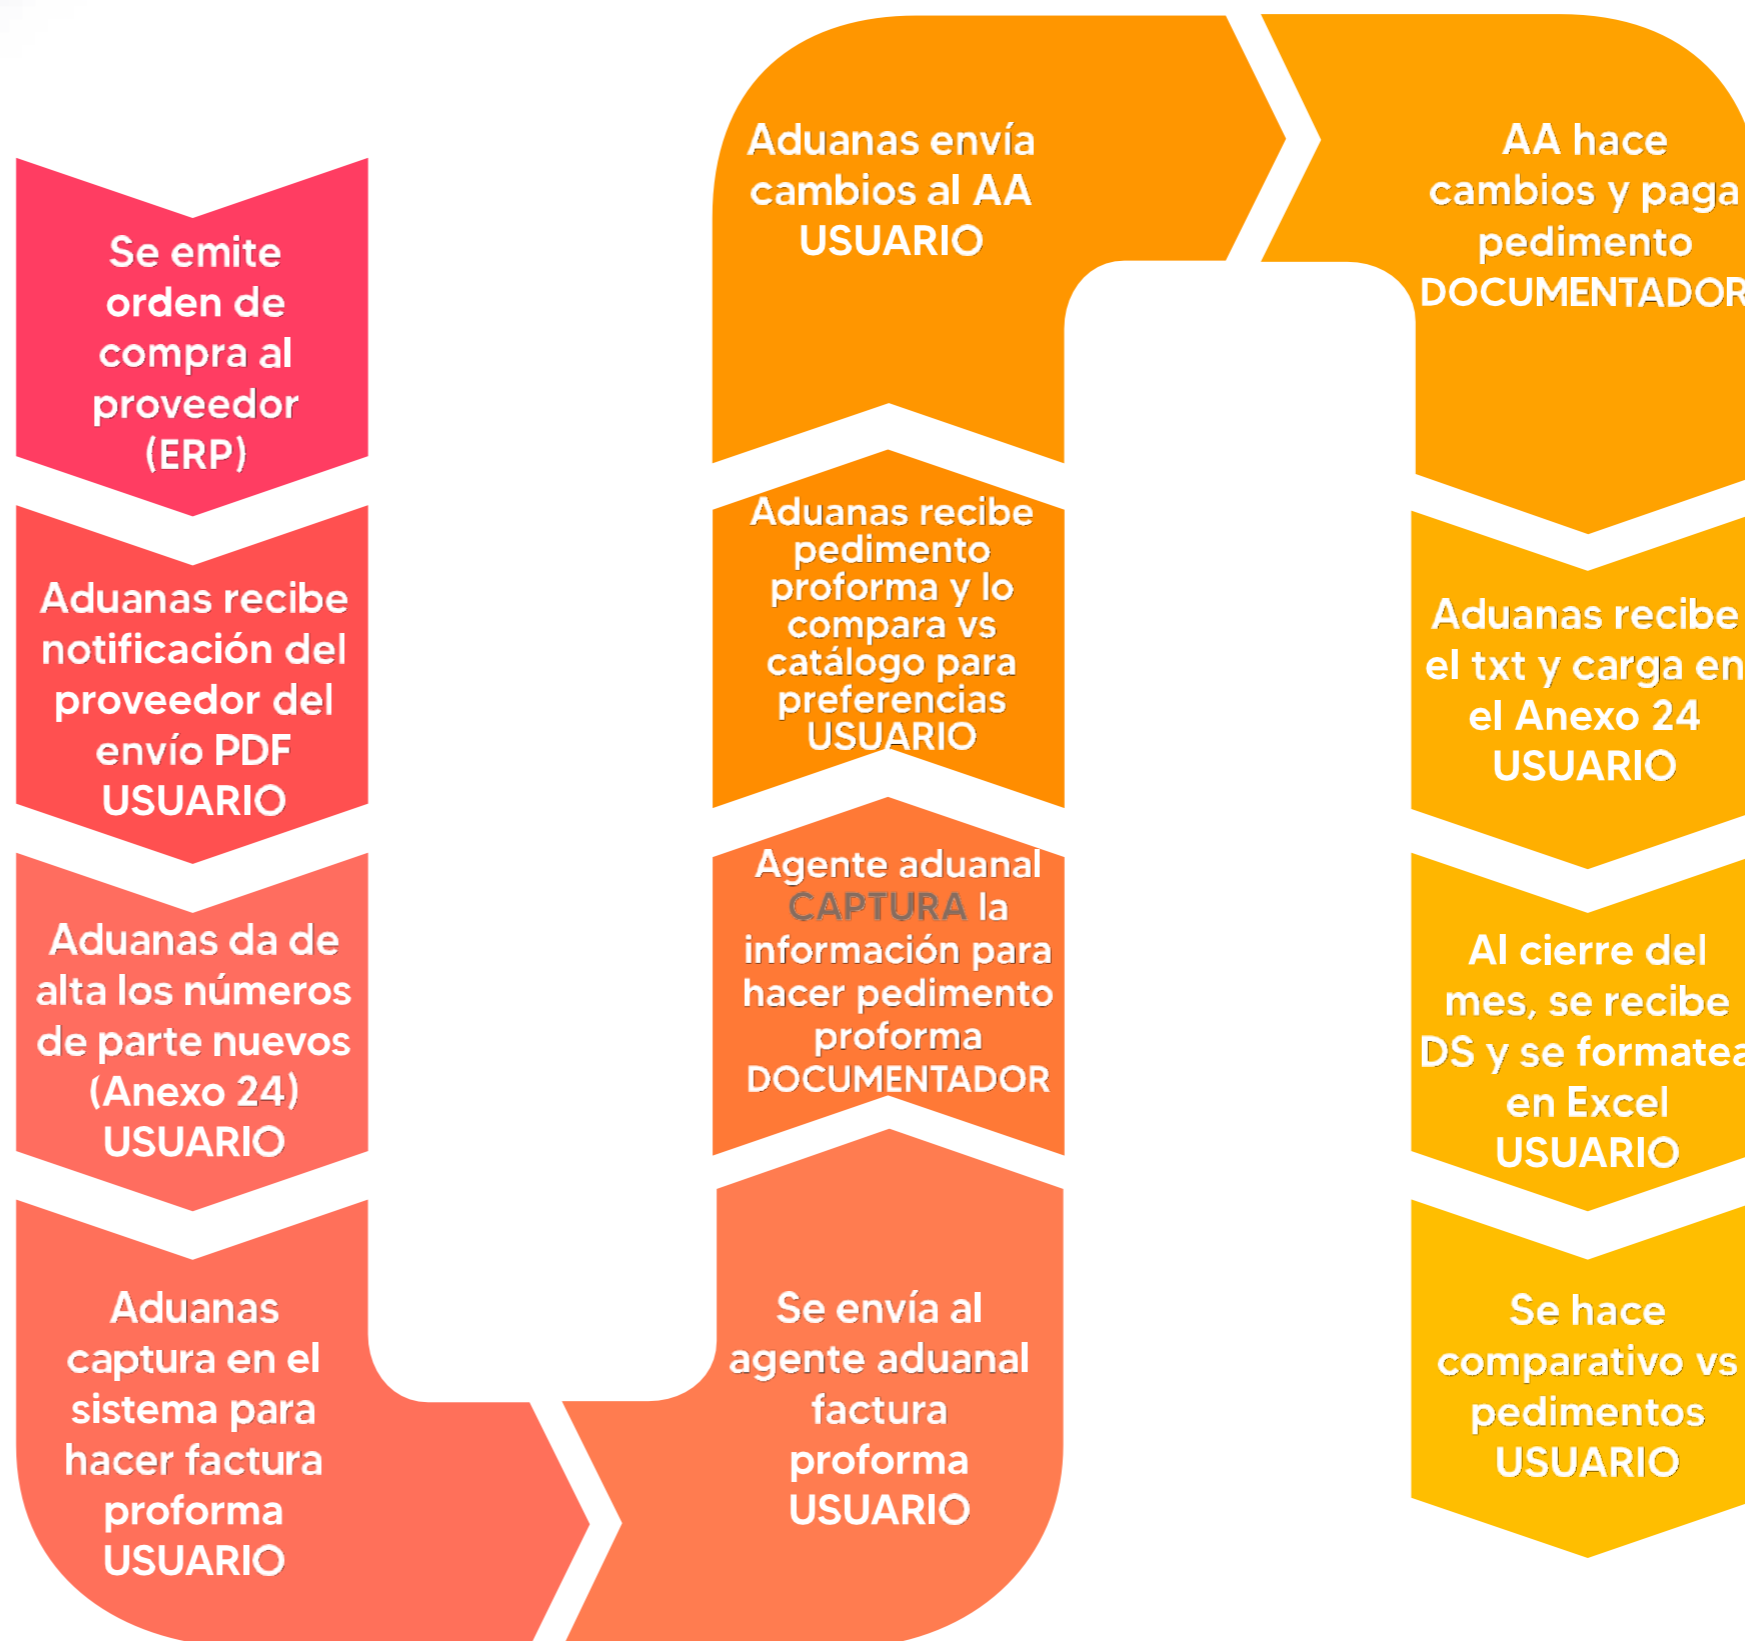 Se emite
orden de
compra al
proveedor
(ERP)
Aduanas recibe
notificación del
proveedor del
envío PDF
USUARIO
Aduanas da de
alta los números
de parte nuevos
(Anexo 24)
USUARIO
Aduanas
captura en el
sistema para
hacer factura
proforma
USUARIO
Se envía al
agente aduanal
factura
proforma
USUARIO
Agente aduanal
CAPTURA la
información para
hacer pedimento
proforma
DOCUMENTADOR
Aduanas recibe
pedimento
proforma y lo
compara vs
catálogo para
preferencias
USUARIO
Aduanas envía
cambios al AA
USUARIO
AA hace
cambios y paga
pedimento
DOCUMENTADOR
Aduanas recibe
el txt y carga en
el Anexo 24
USUARIO
Al cierre del
mes, se recibe
DS y se formatea
en Excel
USUARIO
Se hace
comparativo vs
pedimentos
USUARIO